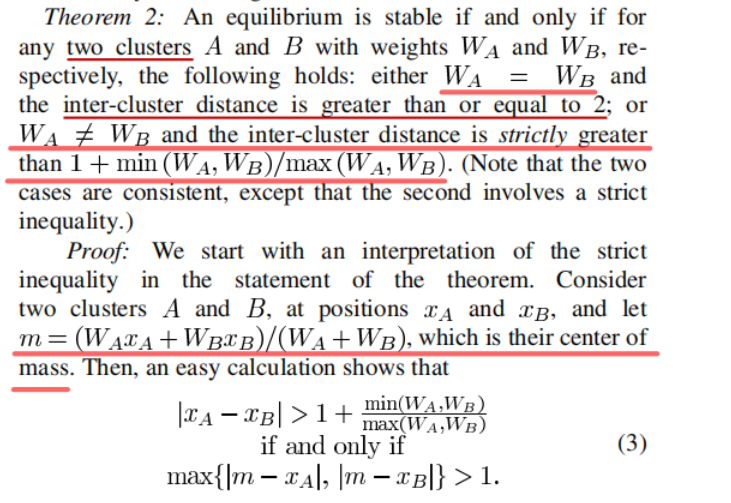 Theorem 2: An equilibrium is stable if and only if for
any two clusters A and B with weights W_A and W_B, re-
spectively, the following holds: either W_A = W_B and
the inter-cluster distance is greater than or equal to 2; or
W_A ≠ W_B and the inter-cluster distance is strictly greater
than 1 + min (W_A, W_B)/max (W_A, W_B). (Note that the two
cases are consistent, except that the second involves a strict
inequality.)
Proof: We start with an interpretation of the strict
inequality in the statement of the theorem. Consider
two clusters A and B, at positions x_A and x_B, and let
m = (W_A x_A + W_B x_B)/(W_A + W_B), which is their center of
mass. Then, an easy calculation shows that
|x_A − x_B| > 1 + min(W_A,W_B)/max(W_A,W_B)
if and only if (3)
max{|m − x_A|, |m − x_B|} > 1.